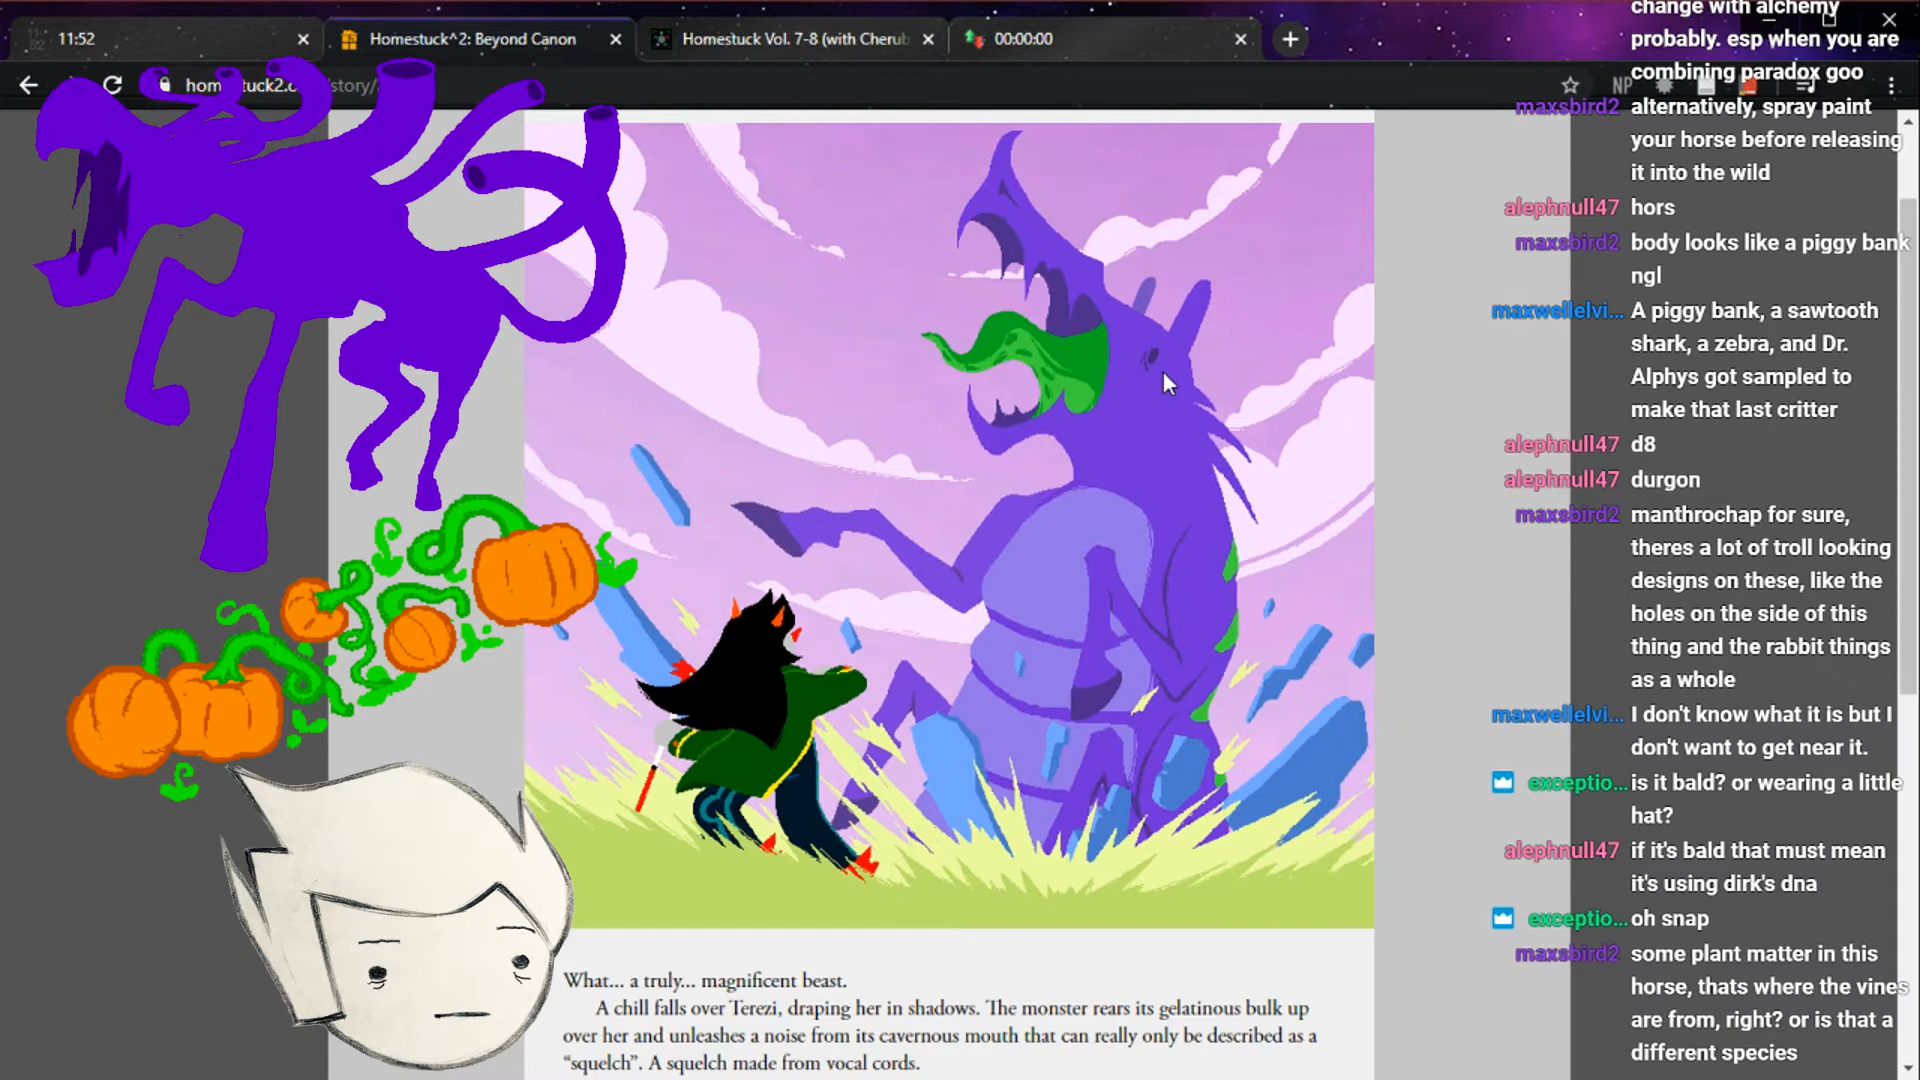 11:52
Homestuck^2: Beyond Canon
Homestuck Vol. 7-8 (with Cherub
00:00:00
story/
NP
change with alchemy
probably. esp when you are
combining paradox goo
maxsbird2 alternatively, spray paint
your horse before releasing
it into the wild
alephnull47 hors
maxsbird2 body looks like a piggy bank
ngl
maxwellelvi... A piggy bank, a sawtooth
shark, a zebra, and Dr.
Alphys got sampled to
make that last critter
alephnull47 d8
alephnull47 durgon
maxsbird2 manthrochap for sure,
theres a lot of troll looking
designs on these, like the
holes on the side of this
thing and the rabbit things
as a whole
maxwellelvi... I don't know what it is but I
don't want to get near it.
exceptio... is it bald? or wearing a little
hat?
alephnull47 if it's bald that must mean
it's using dirk's dna
exceptio... oh snap
maxsbird2 some plant matter in this
horse, thats where the vines
are from, right? or is that a
different species
What... a truly... magnificent beast.
A chill falls over Terezi, draping her in shadows. The monster rears its gelatinous bulk up
over her and unleashes a noise from its cavernous mouth that can really only be described as a
“squelch”. A squelch made from vocal cords.